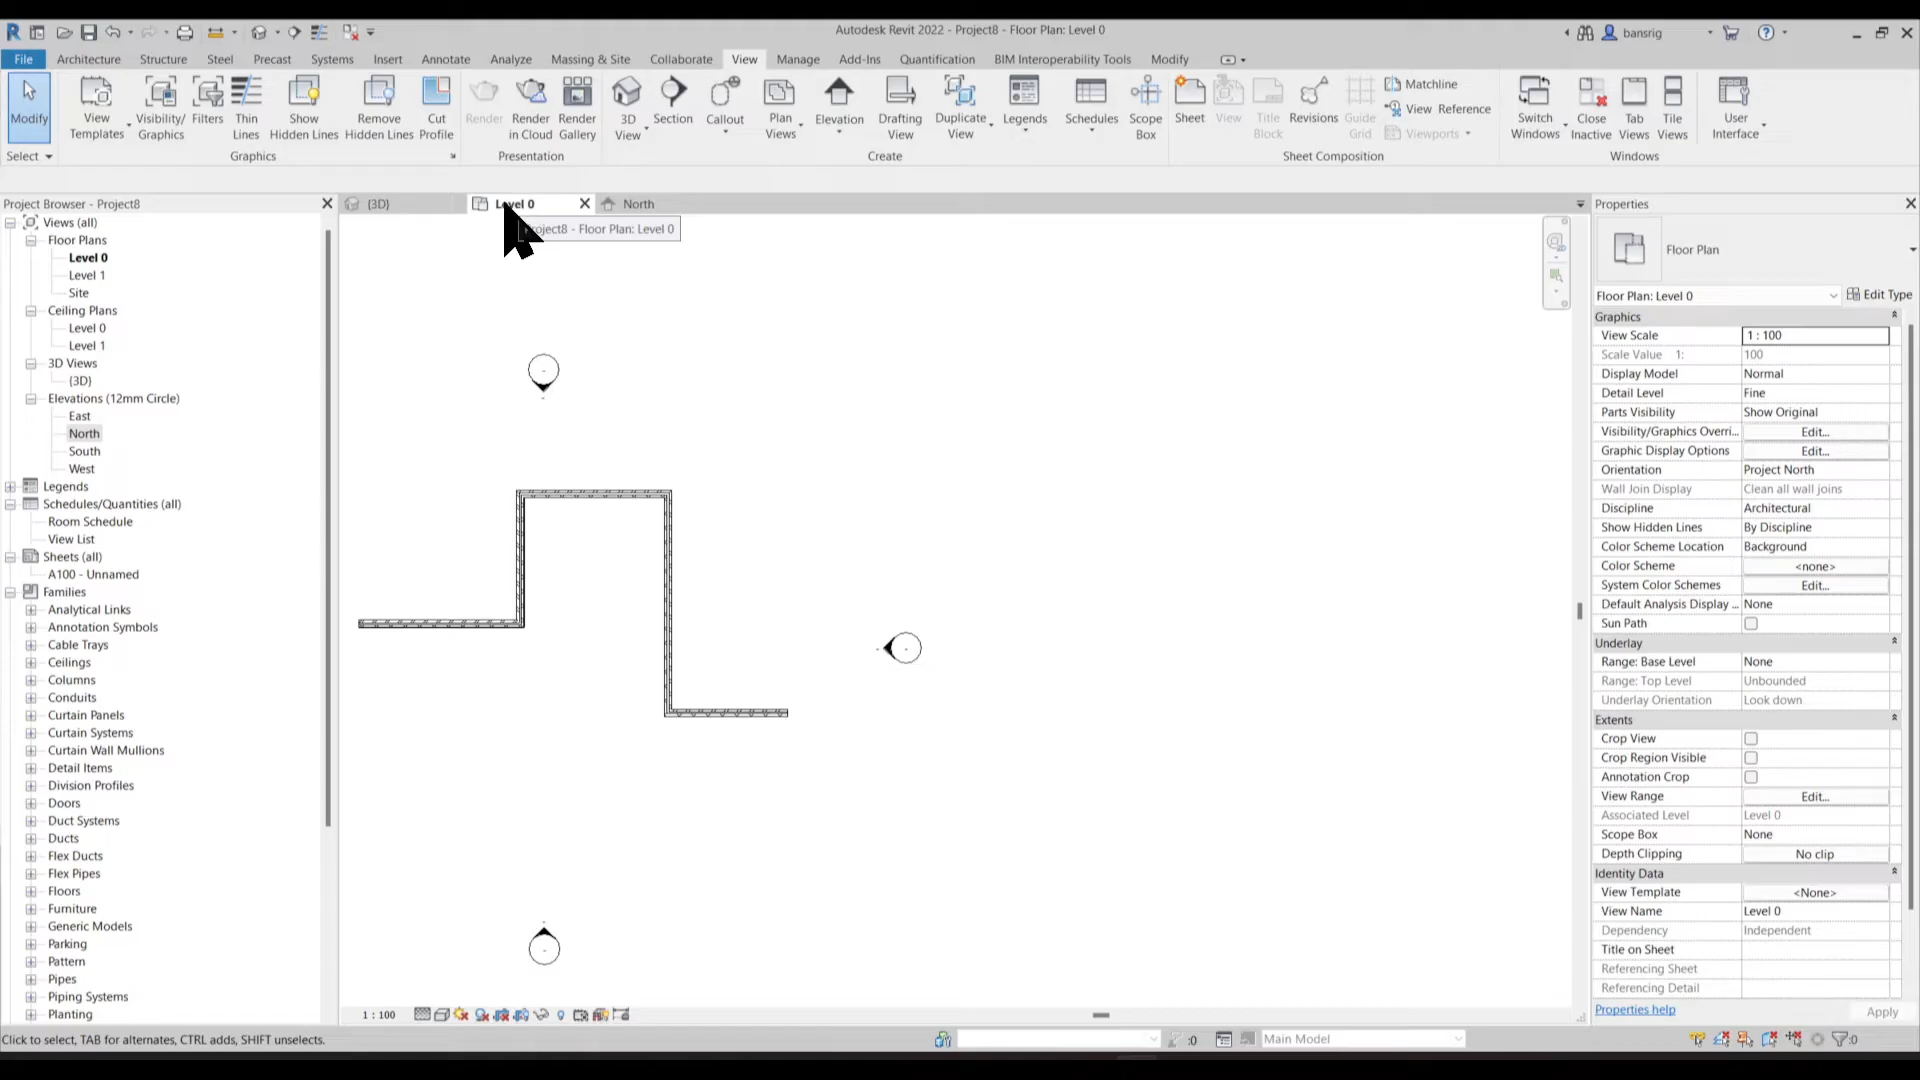 Autodesk Revit 2022 - Project8 - Floor Plan: Level 0
bansrig
File Architecture Structure Steel Precast Systems Insert Annotate Analyze Massing & Site Collaborate View Manage Add-Ins Quantification BIM Interoperability Tools Modify
Modify
View Templates
Visibility/ Graphics
Filters
Thin Lines
Show Hidden Lines
Remove Hidden Lines
Cut Profile
Render
Render in Cloud
Render Gallery
3D View
Section
Callout
Plan Views
Elevation
Drafting View
Duplicate View
Legends
Schedules
Scope Box
Sheet
View
Title Block
Revisions
Guide Grid
Matchline
View Reference
Viewports
Switch Windows
Close Inactive
Tab Views
Tile Views
User Interface
Select
Graphics
Presentation
Create
Sheet Composition
Windows
Project Browser - Project8
Views (all)
Floor Plans
Level 0
Level 1
Site
Ceiling Plans
Level 0
Level 1
3D Views
{3D}
Elevations (12mm Circle)
East
North
South
West
Legends
Schedules/Quantities (all)
Room Schedule
View List
Sheets (all)
A100 - Unnamed
Families
Analytical Links
Annotation Symbols
Cable Trays
Ceilings
Columns
Conduits
Curtain Panels
Curtain Systems
Curtain Wall Mullions
Detail Items
Division Profiles
Doors
Duct Systems
Ducts
Flex Ducts
Flex Pipes
Floors
Furniture
Generic Models
Parking
Pattern
Pipes
Piping Systems
Planting
{3D}
Level 0
North
Project8 - Floor Plan: Level 0
1 : 100
Properties
Floor Plan
Floor Plan: Level 0
Edit Type
Graphics
View Scale 1 : 100
Scale Value 1: 100
Display Model Normal
Detail Level Fine
Parts Visibility Show Original
Visibility/Graphics Overri... Edit...
Graphic Display Options Edit...
Orientation Project North
Wall Join Display Clean all wall joins
Discipline Architectural
Show Hidden Lines By Discipline
Color Scheme Location Background
Color Scheme <none>
System Color Schemes Edit...
Default Analysis Display ... None
Sun Path
Underlay
Range: Base Level None
Range: Top Level Unbounded
Underlay Orientation Look down
Extents
Crop View
Crop Region Visible
Annotation Crop
View Range Edit...
Associated Level Level 0
Scope Box None
Depth Clipping No clip
Identity Data
View Template <None>
View Name Level 0
Dependency Independent
Title on Sheet
Referencing Sheet
Referencing Detail
Properties help
Apply
Click to select, TAB for alternates, CTRL adds, SHIFT unselects.
:0
Main Model
:0